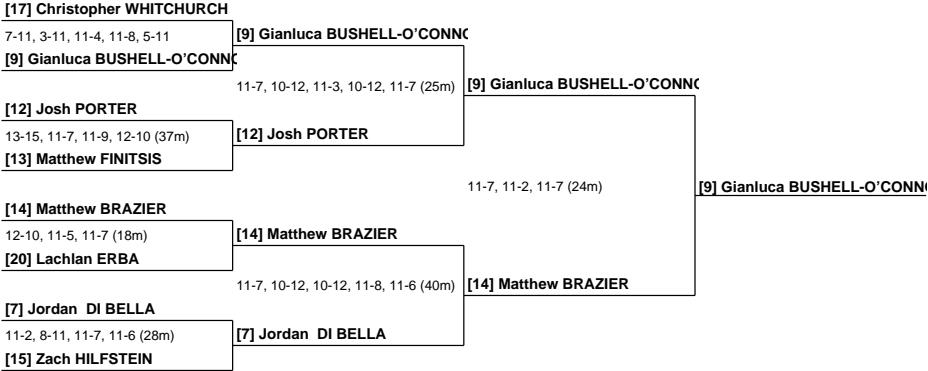 [17] Christopher WHITCHURCH
7-11, 3-11, 11-4, 11-8, 5-11
[9] Gianluca BUSHELL-O'CONNO
[9] Gianluca BUSHELL-O'CONNO
11-7, 10-12, 11-3, 10-12, 11-7 (25m)
[9] Gianluca BUSHELL-O'CONNO
[12] Josh PORTER
13-15, 11-7, 11-9, 12-10 (37m)
[12] Josh PORTER
[13] Matthew FINITSIS
11-7, 11-2, 11-7 (24m)
[9] Gianluca BUSHELL-O'CONNO
[14] Matthew BRAZIER
12-10, 11-5, 11-7 (18m)
[14] Matthew BRAZIER
[20] Lachlan ERBA
11-7, 10-12, 10-12, 11-8, 11-6 (40m)
[14] Matthew BRAZIER
[7] Jordan  DI BELLA
11-2, 8-11, 11-7, 11-6 (28m)
[7] Jordan  DI BELLA
[15] Zach HILFSTEIN